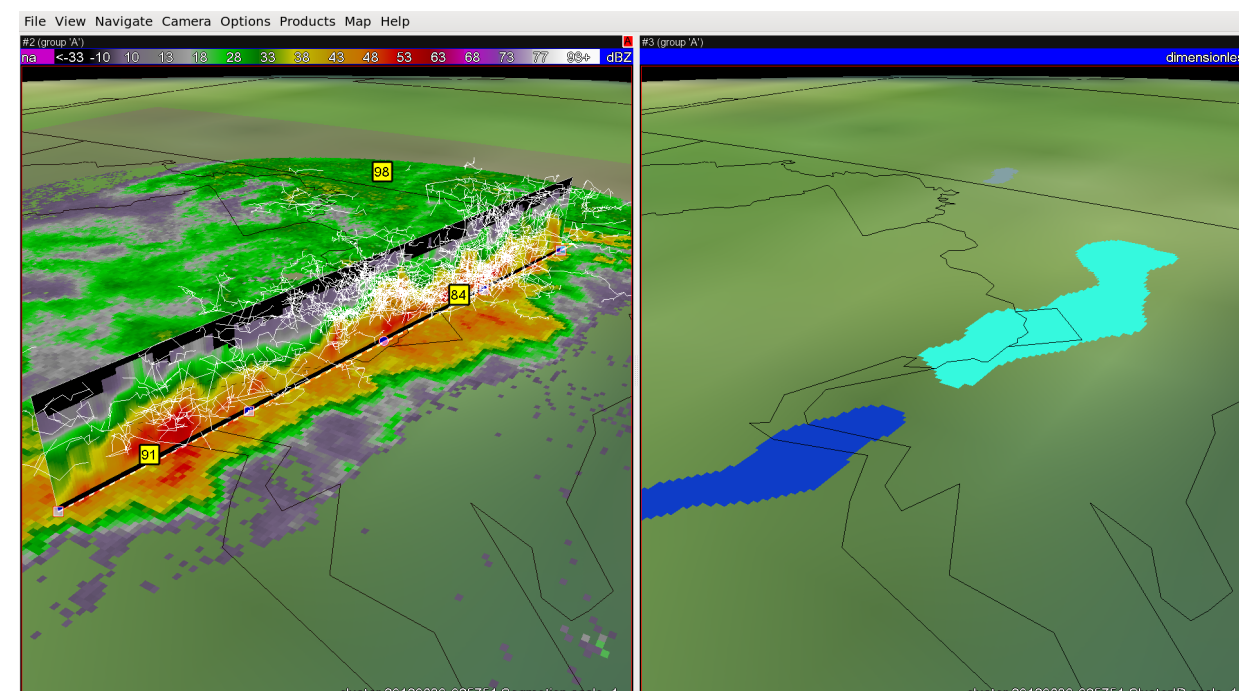 File View Navigate Camera Options Products Map Help
#2 (group 'A') A
#3 (group 'A')
na <-33 -10 10 13 18 28 33 38 43 48 53 63 68 73 77 98+ dBZ
dimensionles
98
84
91